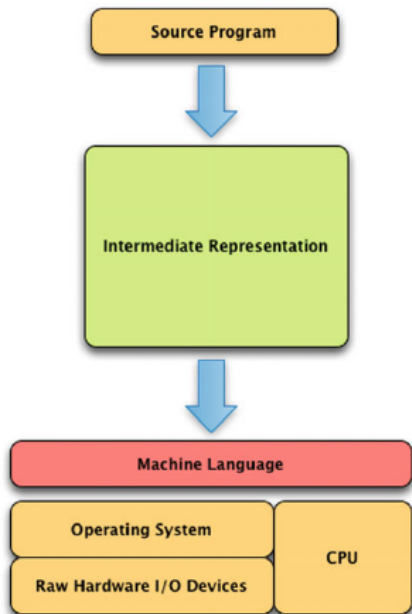 Source Program
Intermediate Representation
Machine Language
Operating System
CPU
Raw Hardware I/O Devices